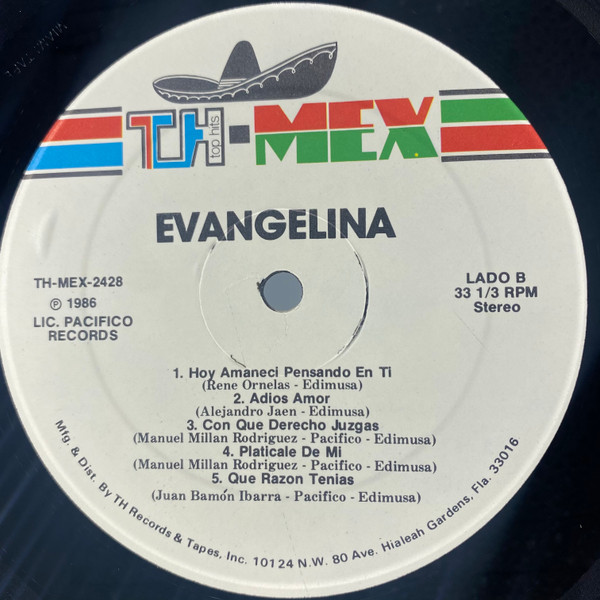 TH-MEX
top hits
EVANGELINA
TH-MEX-2428
℗ 1986
LIC. PACIFICO
RECORDS
LADO B
33 1/3 RPM
Stereo
1. Hoy Amaneci Pensando En Ti
(Rene Ornelas - Edimusa)
2. Adios Amor
(Alejandro Jaen - Edimusa)
3. Con Que Derecho Juzgas
(Manuel Millan Rodriguez - Pacifico - Edimusa)
4. Platicale De Mi
(Manuel Millan Rodriguez - Pacifico - Edimusa)
5. Que Razon Tenias
(Juan Bamón Ibarra - Pacifico - Edimusa)
Mfg. & Dist. By TH Records & Tapes, Inc. 10124 N.W. 80 Ave. Hialeah Gardens, Fla. 33016